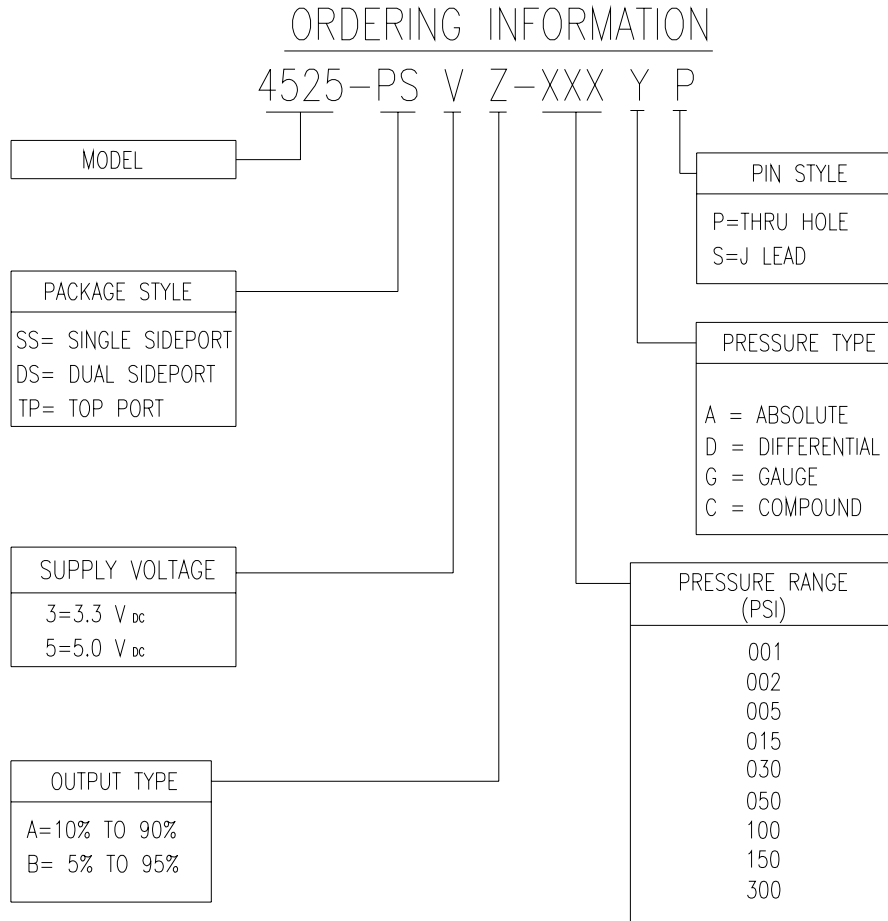 ORDERING INFORMATION
4525-PS V Z-XXX Y P
MODEL
PACKAGE STYLE
SS= SINGLE SIDEPORT
DS= DUAL SIDEPORT
TP= TOP PORT
SUPPLY VOLTAGE
3=3.3 V DC
5=5.0 V DC
OUTPUT TYPE
A=10% TO 90%
B= 5% TO 95%
PIN STYLE
P=THRU HOLE
S=J LEAD
PRESSURE TYPE
A = ABSOLUTE
D = DIFFERENTIAL
G = GAUGE
C = COMPOUND
PRESSURE RANGE
(PSI)
001
002
005
015
030
050
100
150
300